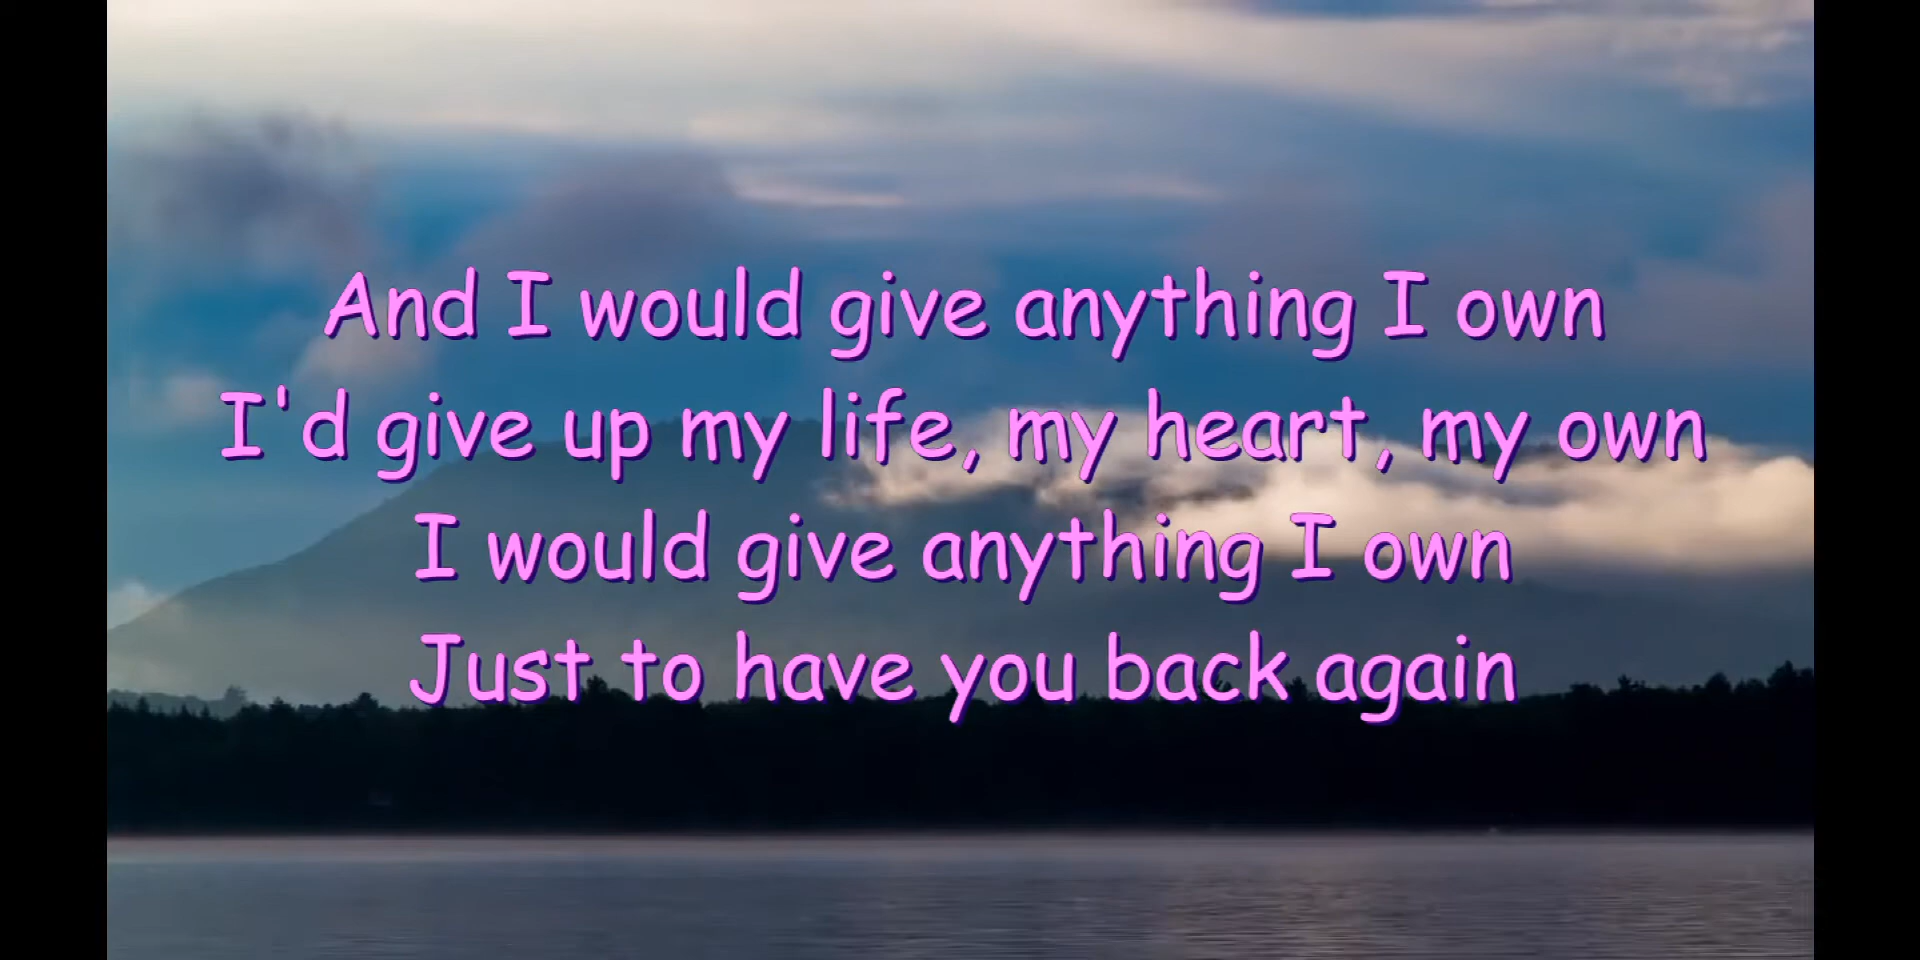 And I would give anything I own
I'd give up my life, my heart, my own
I would give anything I own
Just to have you back again